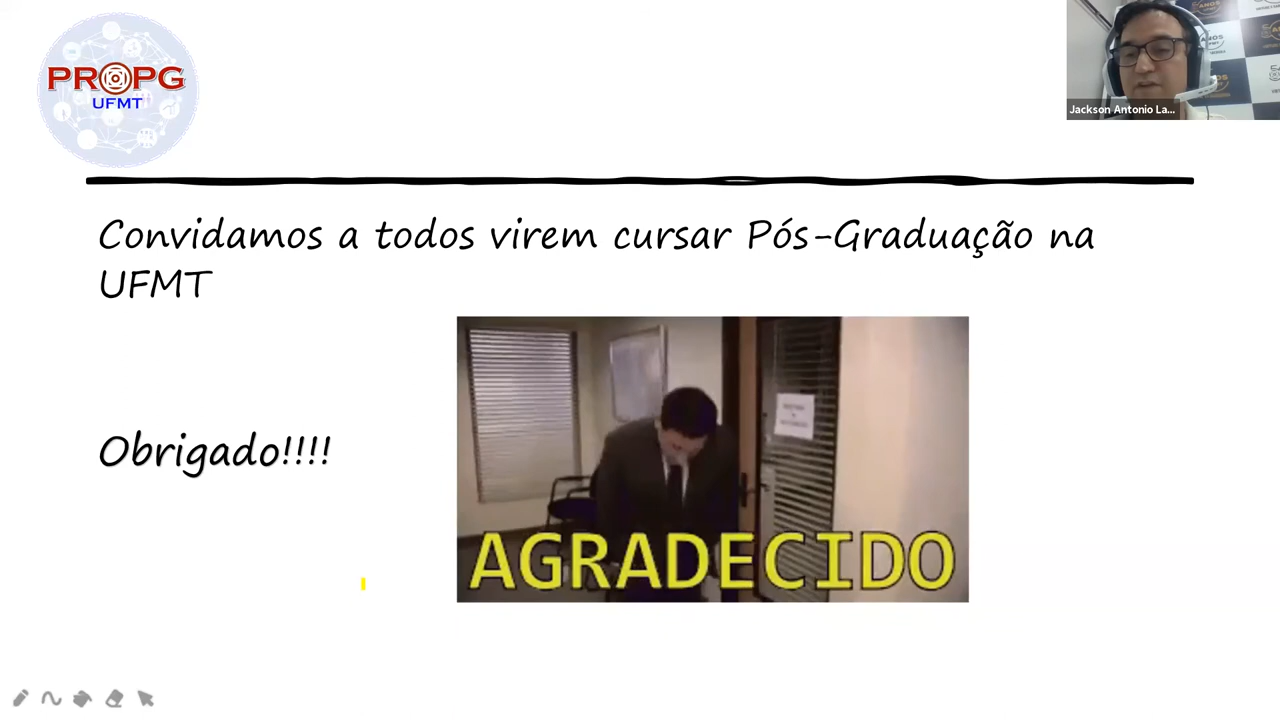 PROPG
UFMT
Jackson Antonio La...
Convidamos a todos virem cursar Pós-Graduação na
UFMT
Obrigado!!!!
AGRADECIDO